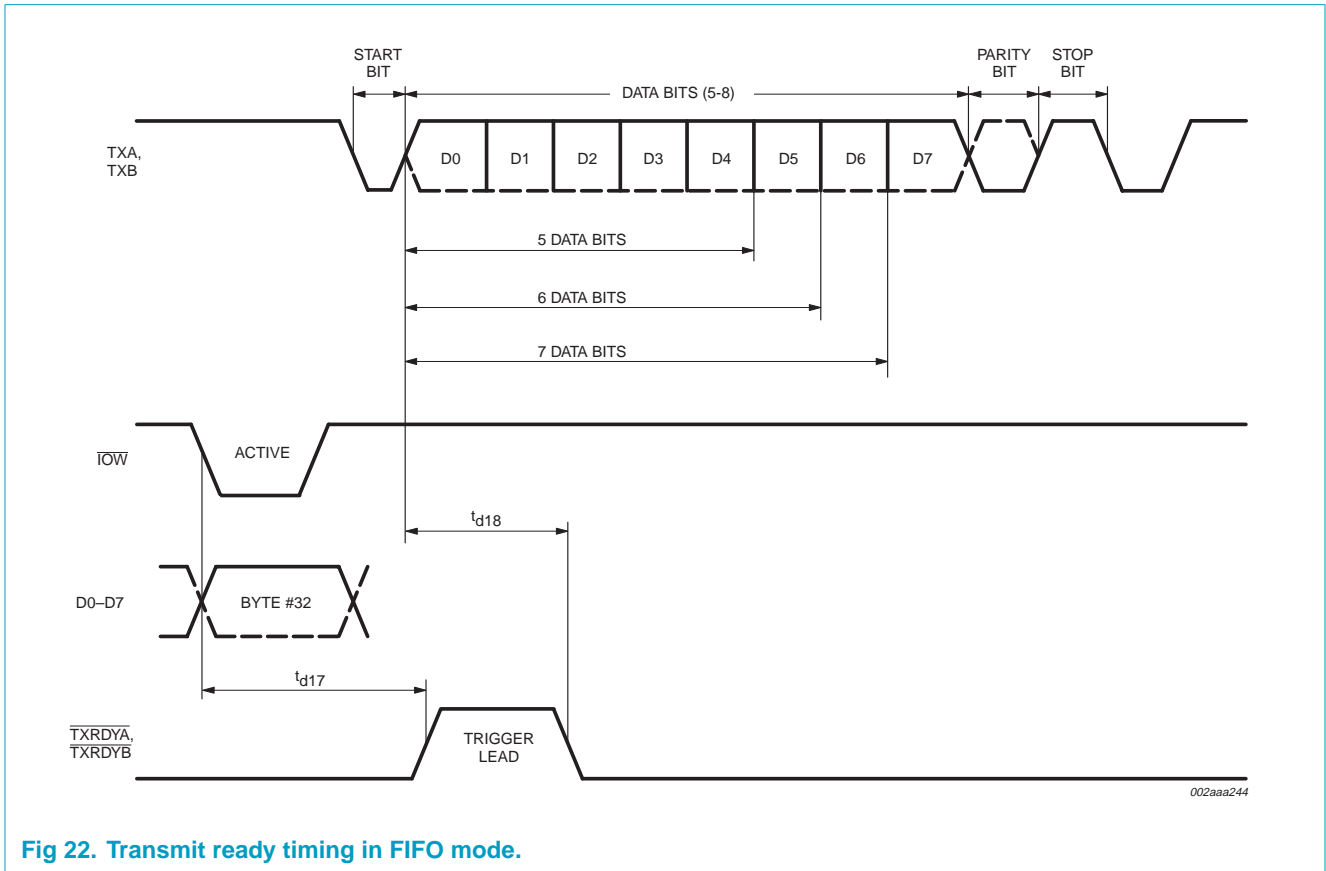 START BIT
DATA BITS (5-8)
PARITY BIT
STOP BIT
TXA, TXB
D0 D1 D2 D3 D4 D5 D6 D7
5 DATA BITS
6 DATA BITS
7 DATA BITS
IOW
ACTIVE
td18
D0–D7
BYTE #32
td17
TXRDYA, TXRDYB
TRIGGER LEAD
002aaa244
Fig 22. Transmit ready timing in FIFO mode.